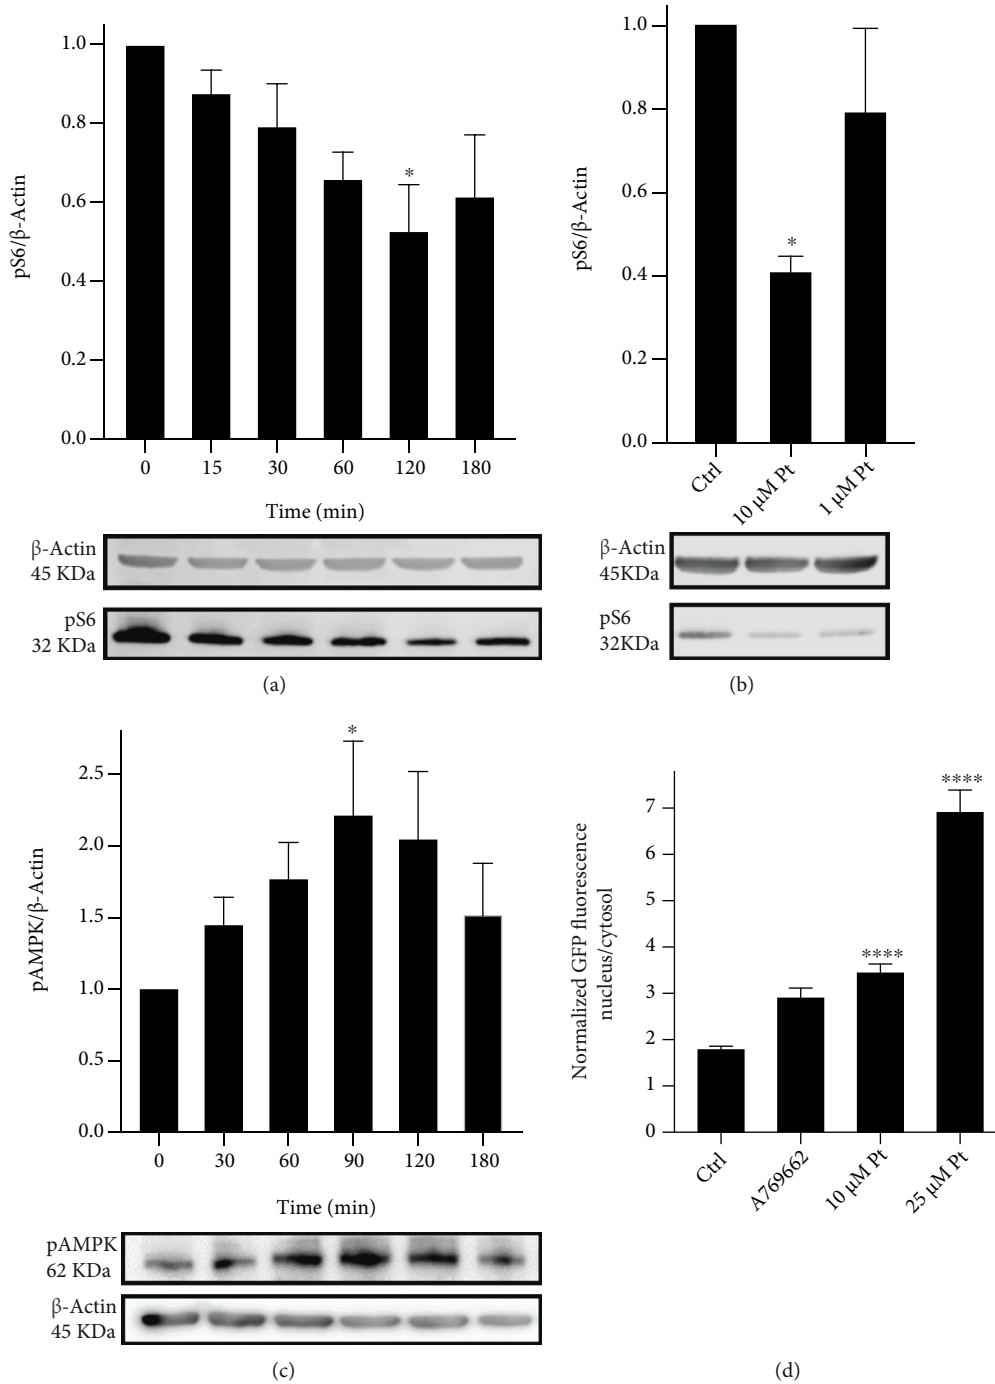 1.0
0.8
0.6
0.4
0.2
0.0
pS6/β-Actin
*
0 15 30 60 120 180
Time (min)
β-Actin
45 KDa
pS6
32 KDa
(a)
1.0
0.8
0.6
0.4
0.2
0.0
pS6/β-Actin
*
Ctrl
10 µM Pt
1 µM Pt
β-Actin
45KDa
pS6
32KDa
(b)
2.5
2.0
1.5
1.0
0.5
0.0
pAMPK/β-Actin
*
0 30 60 90 120 180
Time (min)
pAMPK
62 KDa
β-Actin
45 KDa
(c)
7
6
5
4
3
2
1
0
Normalized GFP fluorescence
nucleus/cytosol
****
****
Ctrl
A769662
10 µM Pt
25 µM Pt
(d)